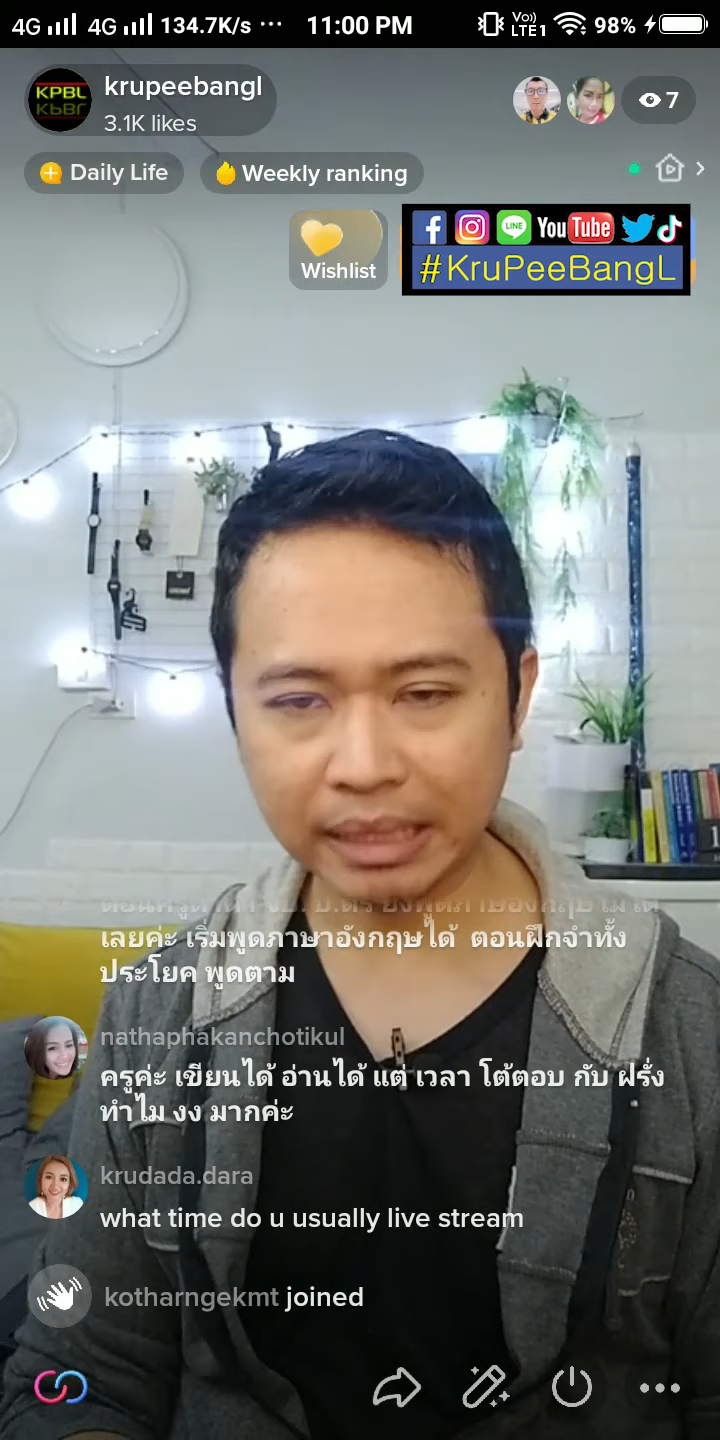 4G 4G 134.7K/s ··· 11:00 PM Vo)) LTE1 98%
KPBL krupeebangl
3.1K likes
7
Daily Life Weekly ranking
Wishlist
LINE YouTube
#KruPeeBangL
เลยค่ะ เริ่มพูดภาษาอังกฤษได้ ตอนฝึกจำทั้ง
ประโยค พูดตาม
nathaphakanchotikul
ครูค่ะ เขียนได้ อ่านได้ แต่ เวลา โต้ตอบ กับ ฝรั่ง
ทำไม งง มากค่ะ
krudada.dara
what time do u usually live stream
kotharngekmt joined